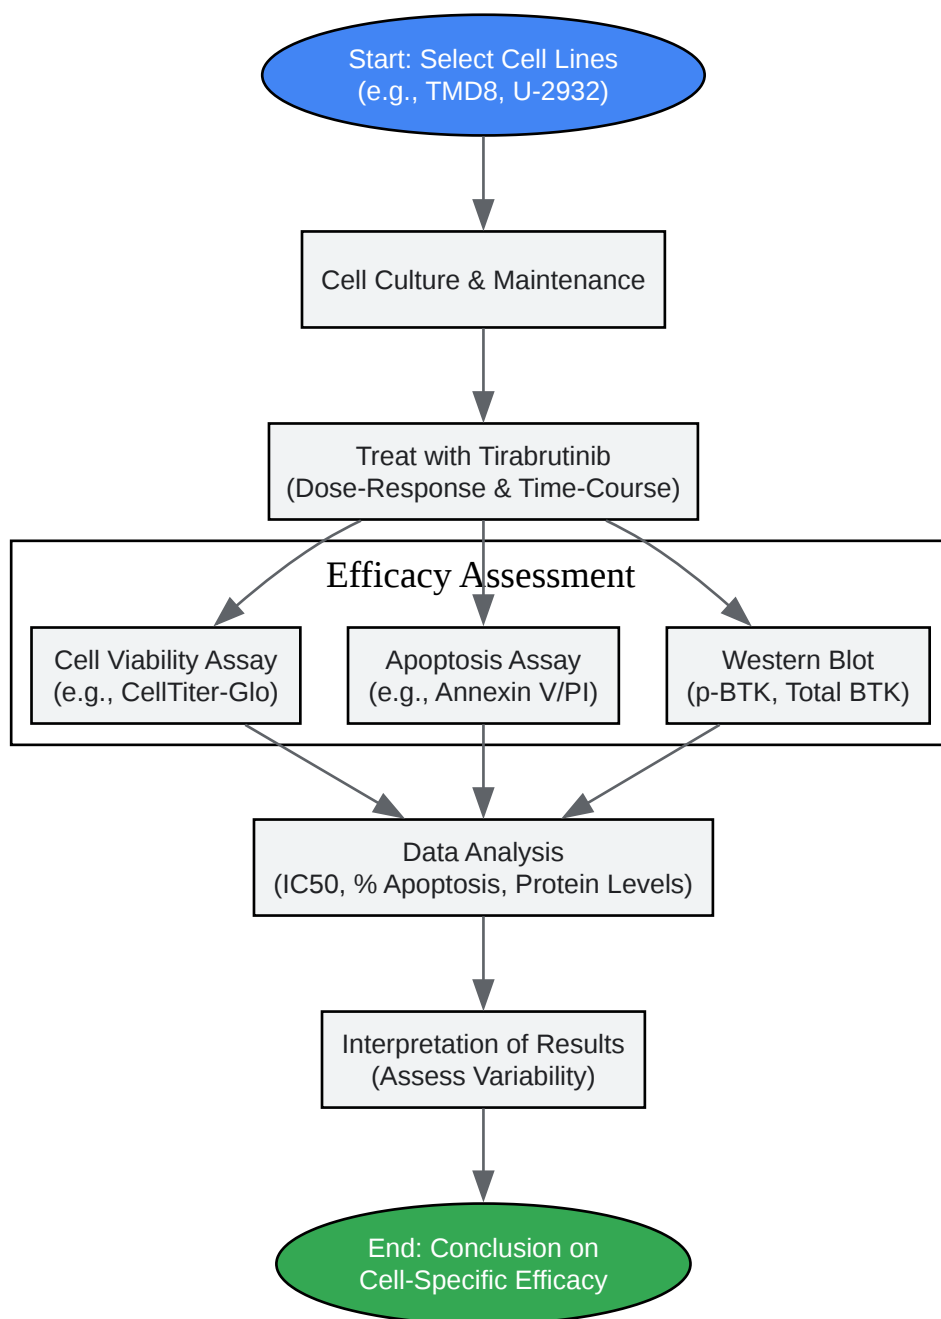 Start: Select Cell Lines
(e.g., TMD8, U-2932)
Cell Culture & Maintenance
Treat with Tirabrutinib
(Dose-Response & Time-Course)
Efficacy Assessment
Cell Viability Assay
(e.g., CellTiter-Glo)
Apoptosis Assay
(e.g., Annexin V/PI)
Western Blot
(p-BTK, Total BTK)
Data Analysis
(IC50, % Apoptosis, Protein Levels)
Interpretation of Results
(Assess Variability)
End: Conclusion on
Cell-Specific Efficacy